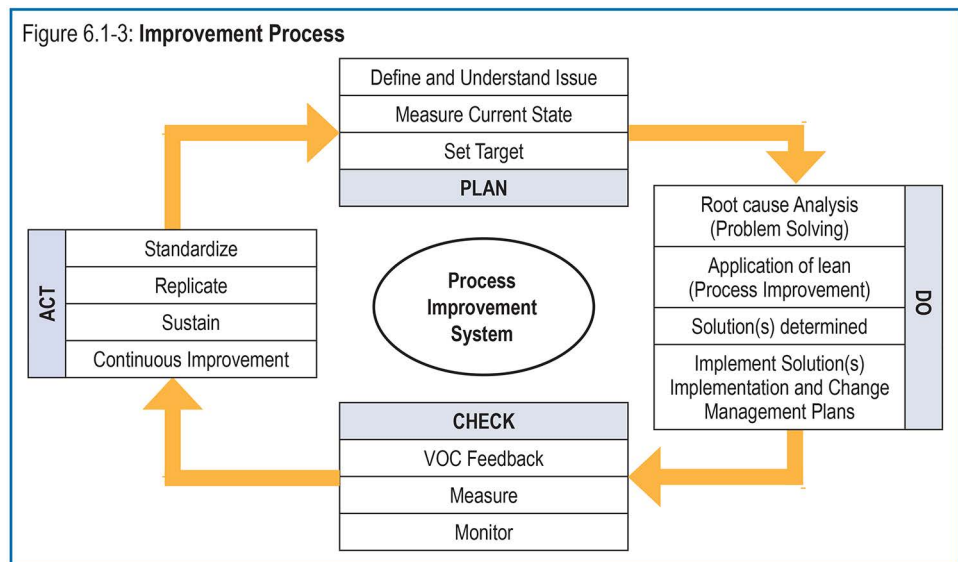 Figure 6.1-3: Improvement Process
Define and Understand Issue
Measure Current State
Set Target
PLAN
Root cause Analysis
(Problem Solving)
Application of lean
(Process Improvement)
Solution(s) determined
Implement Solution(s)
Implementation and Change
Management Plans
DO
CHECK
VOC Feedback
Measure
Monitor
ACT
Standardize
Replicate
Sustain
Continuous Improvement
Process
Improvement
System